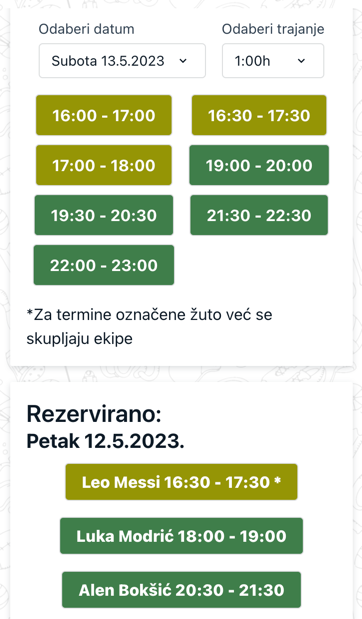 Odaberi datum Odaberi trajanje
Subota 13.5.2023 1:00h
16:00 - 17:00 16:30 - 17:30
17:00 - 18:00 19:00 - 20:00
19:30 - 20:30 21:30 - 22:30
22:00 - 23:00
*Za termine označene žuto već se
skupljaju ekipe
Rezervirano:
Petak 12.5.2023.
Leo Messi 16:30 - 17:30 *
Luka Modrić 18:00 - 19:00
Alen Bokšić 20:30 - 21:30